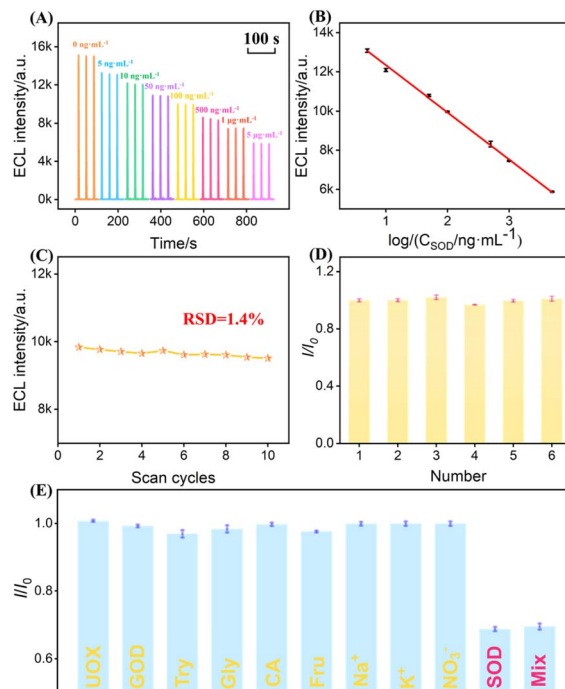 (A)
100 s
0 ng·mL⁻¹
5 ng·mL⁻¹
10 ng·mL⁻¹
50 ng·mL⁻¹
100 ng·mL⁻¹
500 ng·mL⁻¹
1 μg·mL⁻¹
5 μg·mL⁻¹
16k
12k
8k
4k
0k
ECL intensity/a.u.
0 200 400 600 800
Time/s
(B)
14k
12k
10k
8k
6k
ECL intensity/a.u.
1 2 3
log/(C_SOD/ng·mL⁻¹)
(C)
12k
10k
8k
ECL intensity/a.u.
RSD=1.4%
0 2 4 6 8 10
Scan cycles
(D)
1.2
0.8
0.4
0.0
I/I₀
1 2 3 4 5 6
Number
(E)
1.0
0.8
0.6
I/I₀
UOX GOD Try Gly CA Fru Na⁺ K⁺ NO₃⁻ SOD Mix